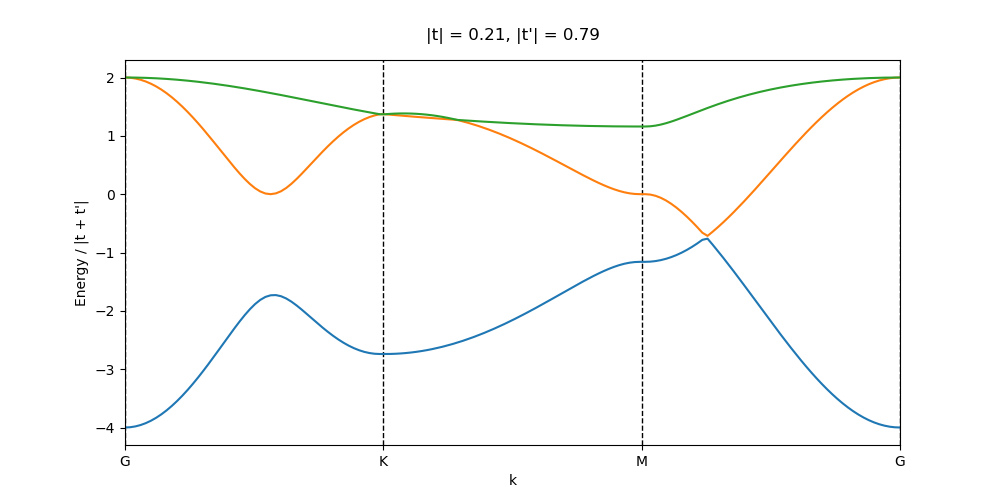 |t| = 0.21, |t'| = 0.79
Energy / |t + t'|
2
1
0
−1
−2
−3
−4
G K M G
k